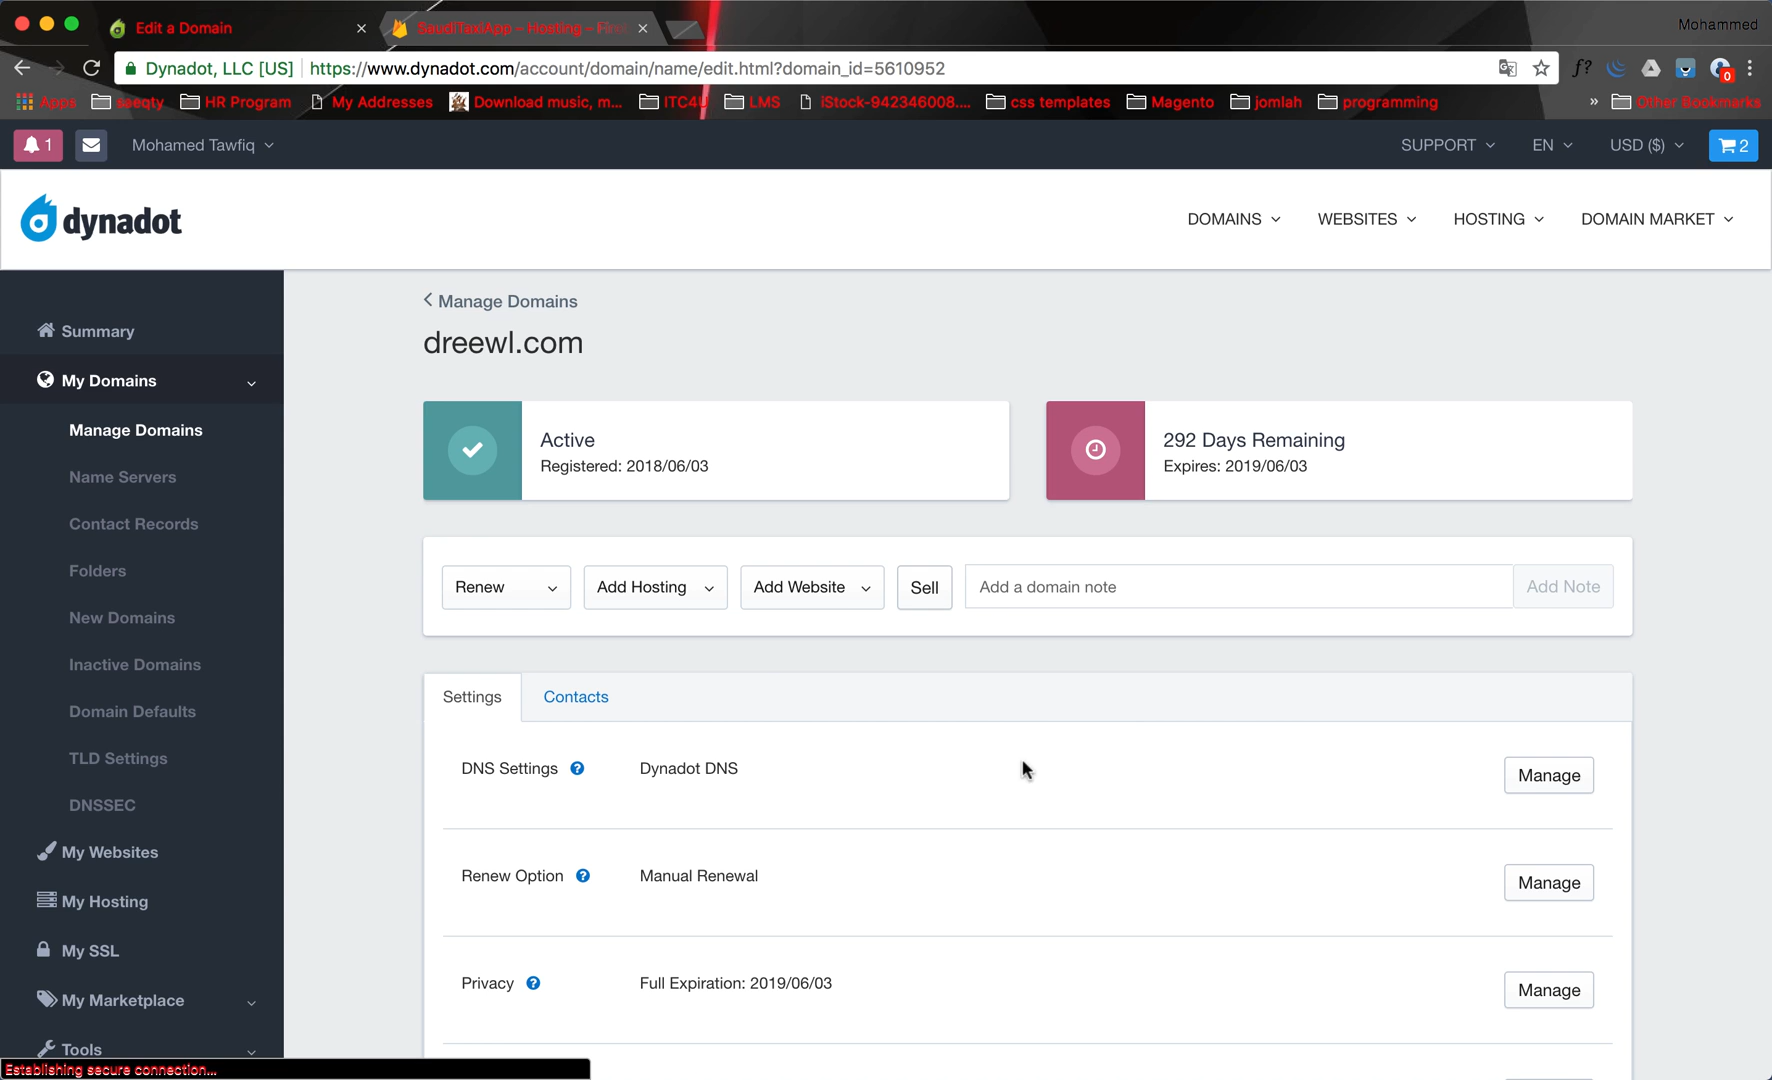 Edit a Domain
SaudiTaxiApp – Hosting –
Mohammed
Dynadot, LLC [US]
https://www.dynadot.com/account/domain/name/edit.html?domain_id=5610952
f?
0
Apps
saeqty
HR Program
My Addresses
Download music, m...
ITC4U
LMS
iStock-942346008....
css templates
Magento
jomlah
programming
»
Other Bookmarks
1
Mohamed Tawfiq
SUPPORT
EN
USD ($)
2
dynadot
DOMAINS
WEBSITES
HOSTING
DOMAIN MARKET
Summary
My Domains
Manage Domains
Name Servers
Contact Records
Folders
New Domains
Inactive Domains
Domain Defaults
TLD Settings
DNSSEC
My Websites
My Hosting
My SSL
My Marketplace
Tools
Manage Domains
dreewl.com
Active
Registered: 2018/06/03
292 Days Remaining
Expires: 2019/06/03
Renew
Add Hosting
Add Website
Sell
Add a domain note
Add Note
Settings
Contacts
DNS Settings ?
Dynadot DNS
Manage
Renew Option ?
Manual Renewal
Manage
Privacy ?
Full Expiration: 2019/06/03
Manage
Establishing secure connection...